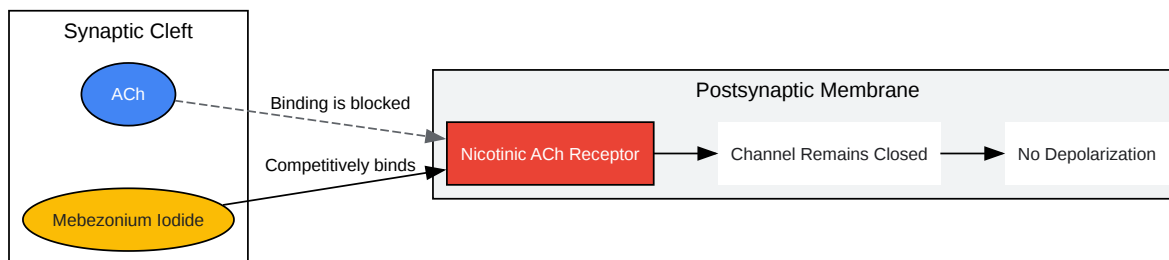 Synaptic Cleft
ACh
Mebezonium Iodide
Binding is blocked
Competitively binds
Postsynaptic Membrane
Nicotinic ACh Receptor
Channel Remains Closed
No Depolarization